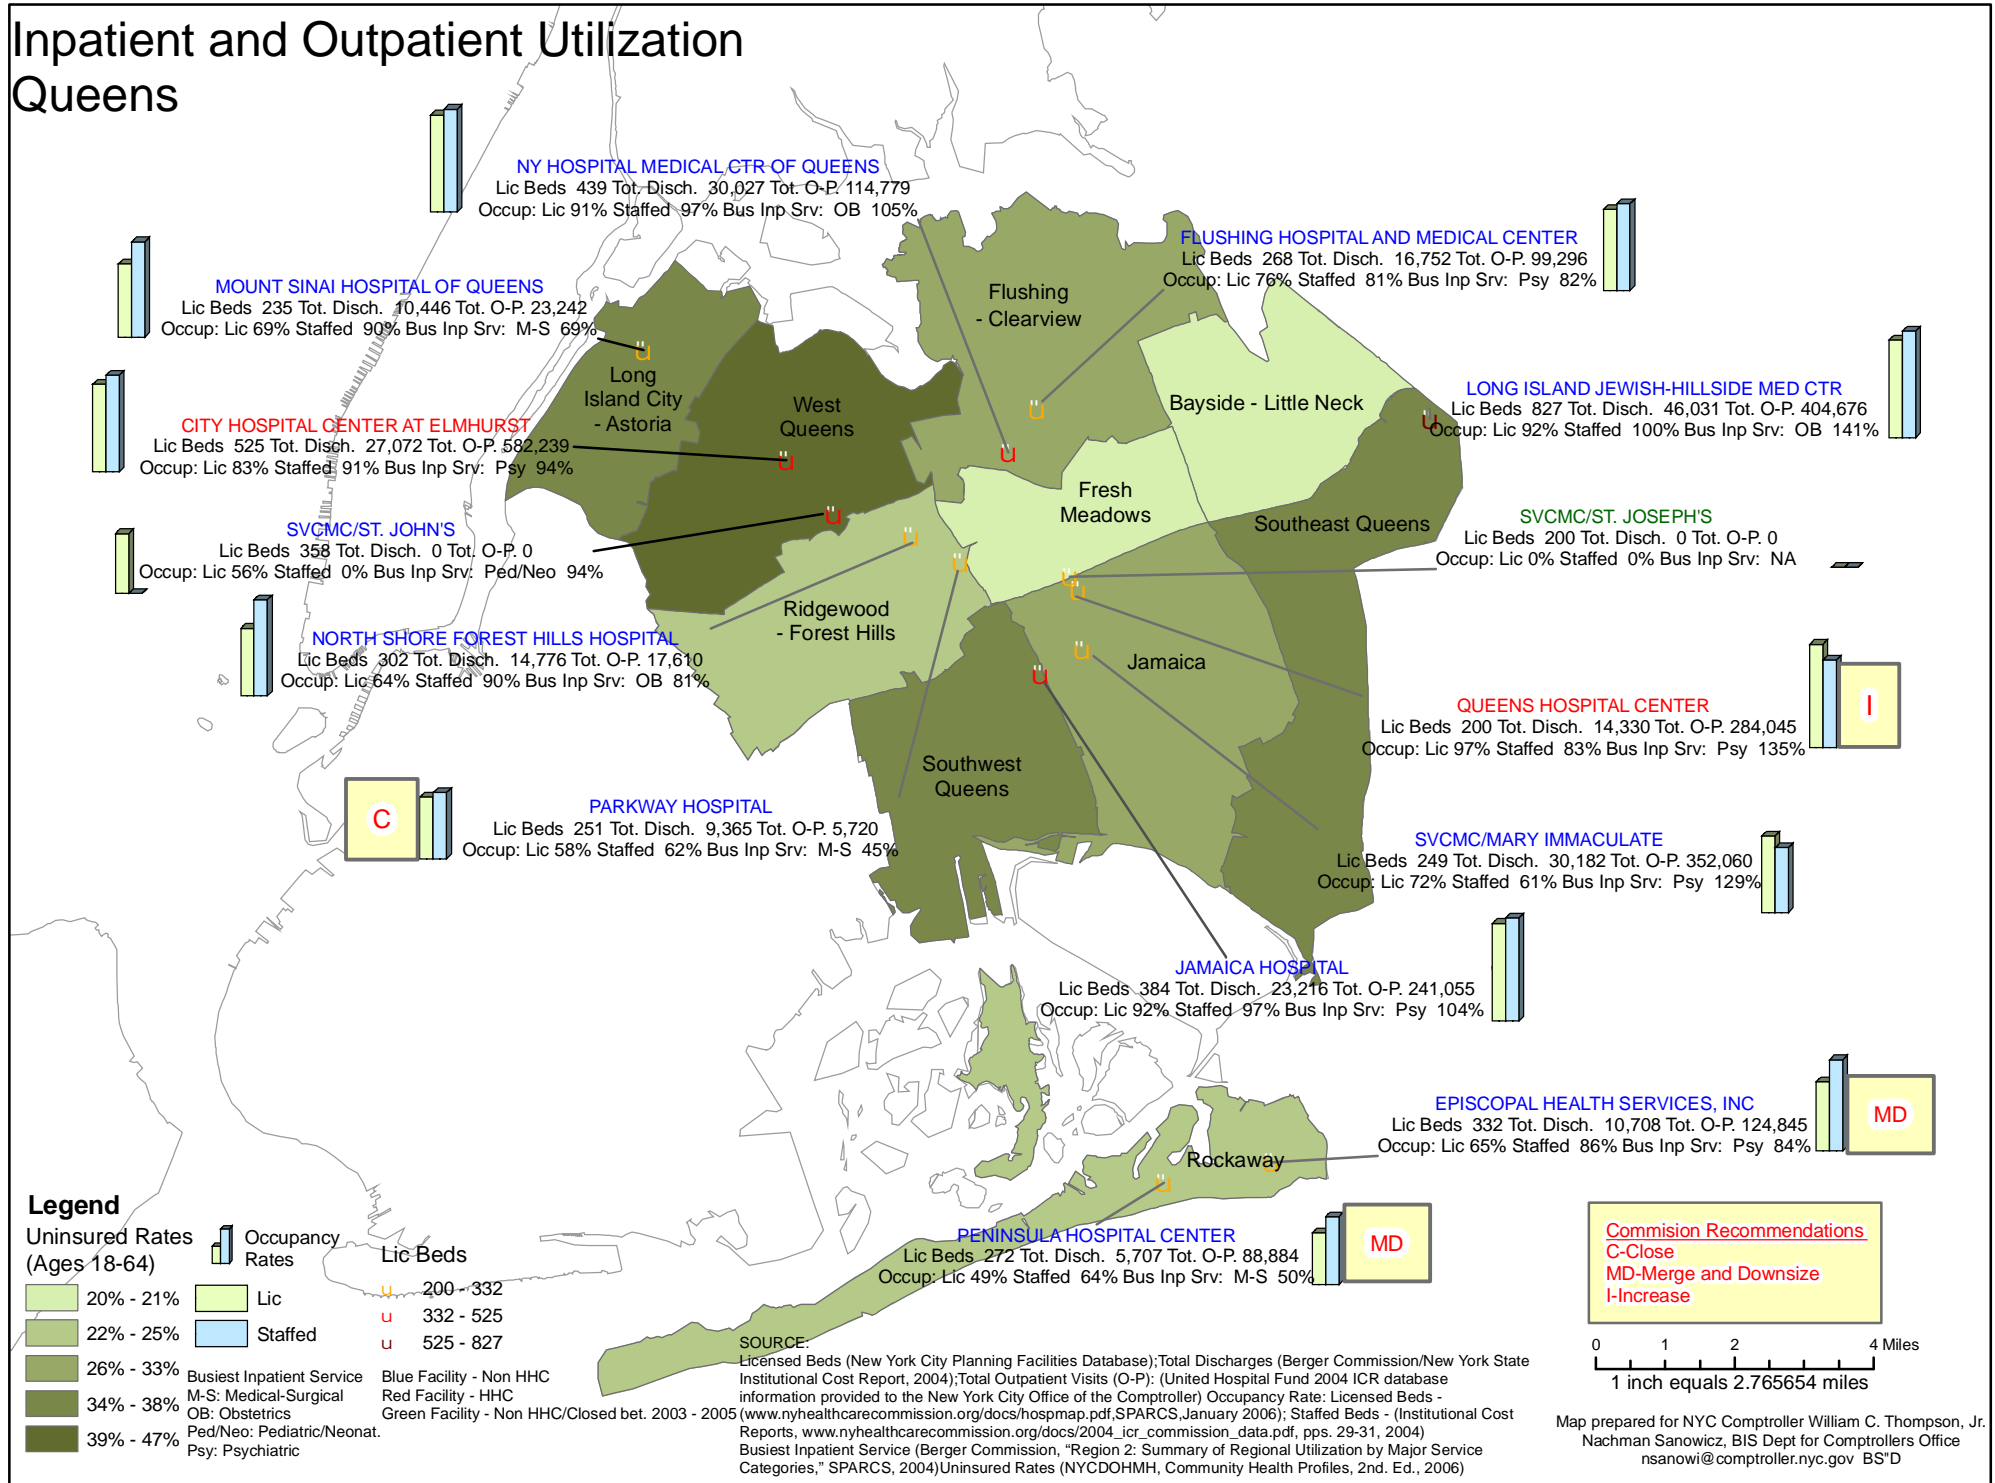 Inpatient and Outpatient Utilization
Queens
NY HOSPITAL MEDICAL CTR OF QUEENS
Lic Beds 439 Tot. Disch. 30,027 Tot. O-P. 114,779
Occup: Lic 91% Staffed 97% Bus Inp Srv: OB 105%
FLUSHING HOSPITAL AND MEDICAL CENTER
Lic Beds 268 Tot. Disch. 16,752 Tot. O-P. 99,296
Occup: Lic 76% Staffed 81% Bus Inp Srv: Psy 82%
MOUNT SINAI HOSPITAL OF QUEENS
Lic Beds 235 Tot. Disch. 10,446 Tot. O-P. 23,242
Occup: Lic 69% Staffed 90% Bus Inp Srv: M-S 69%
Flushing
- Clearview
Long
Island City
- Astoria
West
Queens
Bayside - Little Neck
LONG ISLAND JEWISH-HILLSIDE MED CTR
Lic Beds 827 Tot. Disch. 46,031 Tot. O-P. 404,676
Occup: Lic 92% Staffed 100% Bus Inp Srv: OB 141%
CITY HOSPITAL CENTER AT ELMHURST
Lic Beds 525 Tot. Disch. 27,072 Tot. O-P. 582,239
Occup: Lic 83% Staffed 91% Bus Inp Srv: Psy 94%
Fresh
Meadows
Southeast Queens
SVCMC/ST. JOHN'S
Lic Beds 358 Tot. Disch. 0 Tot. O-P. 0
Occup: Lic 56% Staffed 0% Bus Inp Srv: Ped/Neo 94%
SVCMC/ST. JOSEPH'S
Lic Beds 200 Tot. Disch. 0 Tot. O-P. 0
Occup: Lic 0% Staffed 0% Bus Inp Srv: NA
Ridgewood
- Forest Hills
NORTH SHORE FOREST HILLS HOSPITAL
Lic Beds 302 Tot. Disch. 14,776 Tot. O-P. 17,610
Occup: Lic 64% Staffed 90% Bus Inp Srv: OB 81%
Jamaica
QUEENS HOSPITAL CENTER
Lic Beds 200 Tot. Disch. 14,330 Tot. O-P. 284,045
Occup: Lic 97% Staffed 83% Bus Inp Srv: Psy 135%
I
Southwest
Queens
C
PARKWAY HOSPITAL
Lic Beds 251 Tot. Disch. 9,365 Tot. O-P. 5,720
Occup: Lic 58% Staffed 62% Bus Inp Srv: M-S 45%
SVCMC/MARY IMMACULATE
Lic Beds 249 Tot. Disch. 30,182 Tot. O-P. 352,060
Occup: Lic 72% Staffed 61% Bus Inp Srv: Psy 129%
JAMAICA HOSPITAL
Lic Beds 384 Tot. Disch. 23,216 Tot. O-P. 241,055
Occup: Lic 92% Staffed 97% Bus Inp Srv: Psy 104%
EPISCOPAL HEALTH SERVICES, INC
Lic Beds 332 Tot. Disch. 10,708 Tot. O-P. 124,845
Occup: Lic 65% Staffed 86% Bus Inp Srv: Psy 84%
MD
Rockaway
PENINSULA HOSPITAL CENTER
Lic Beds 272 Tot. Disch. 5,707 Tot. O-P. 88,884
Occup: Lic 49% Staffed 64% Bus Inp Srv: M-S 50%
MD
Legend
Uninsured Rates
(Ages 18-64)
20% - 21%
22% - 25%
26% - 33%
34% - 38%
39% - 47%
Occupancy
Rates
Lic
Staffed
Lic Beds
ü 200 - 332
ü 332 - 525
ü 525 - 827
Busiest Inpatient Service
M-S: Medical-Surgical
OB: Obstetrics
Ped/Neo: Pediatric/Neonat.
Psy: Psychiatric
Blue Facility - Non HHC
Red Facility - HHC
Green Facility - Non HHC/Closed bet. 2003 - 2005
SOURCE:
Licensed Beds (New York City Planning Facilities Database);Total Discharges (Berger Commission/New York State
Institutional Cost Report, 2004);Total Outpatient Visits (O-P): (United Hospital Fund 2004 ICR database
information provided to the New York City Office of the Comptroller) Occupancy Rate: Licensed Beds -
(www.nyhealthcarecommission.org/docs/hospmap.pdf,SPARCS,January 2006); Staffed Beds - (Institutional Cost
Reports, www.nyhealthcarecommission.org/docs/2004_icr_commission_data.pdf, pps. 29-31, 2004)
Busiest Inpatient Service (Berger Commission, “Region 2: Summary of Regional Utilization by Major Service
Categories,” SPARCS, 2004)Uninsured Rates (NYCDOHMH, Community Health Profiles, 2nd. Ed., 2006)
Commision Recommendations
C-Close
MD-Merge and Downsize
I-Increase
0 1 2 4 Miles
1 inch equals 2.765654 miles
Map prepared for NYC Comptroller William C. Thompson, Jr.
Nachman Sanowicz, BIS Dept for Comptrollers Office
nsanowi@comptroller.nyc.gov BS"D